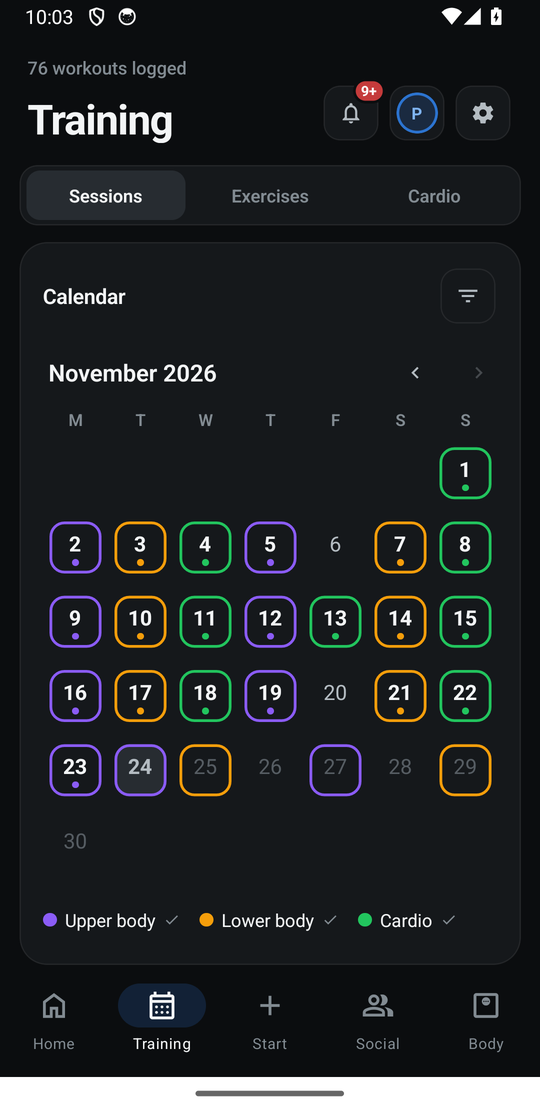 10:03
76 workouts logged
Training
9+
P
Sessions Exercises Cardio
Calendar
November 2026
M T W T F S S
1
2 3 4 5 6 7 8
9 10 11 12 13 14 15
16 17 18 19 20 21 22
23 24 25 26 27 28 29
30
Upper body Lower body Cardio
Home Training Start Social Body